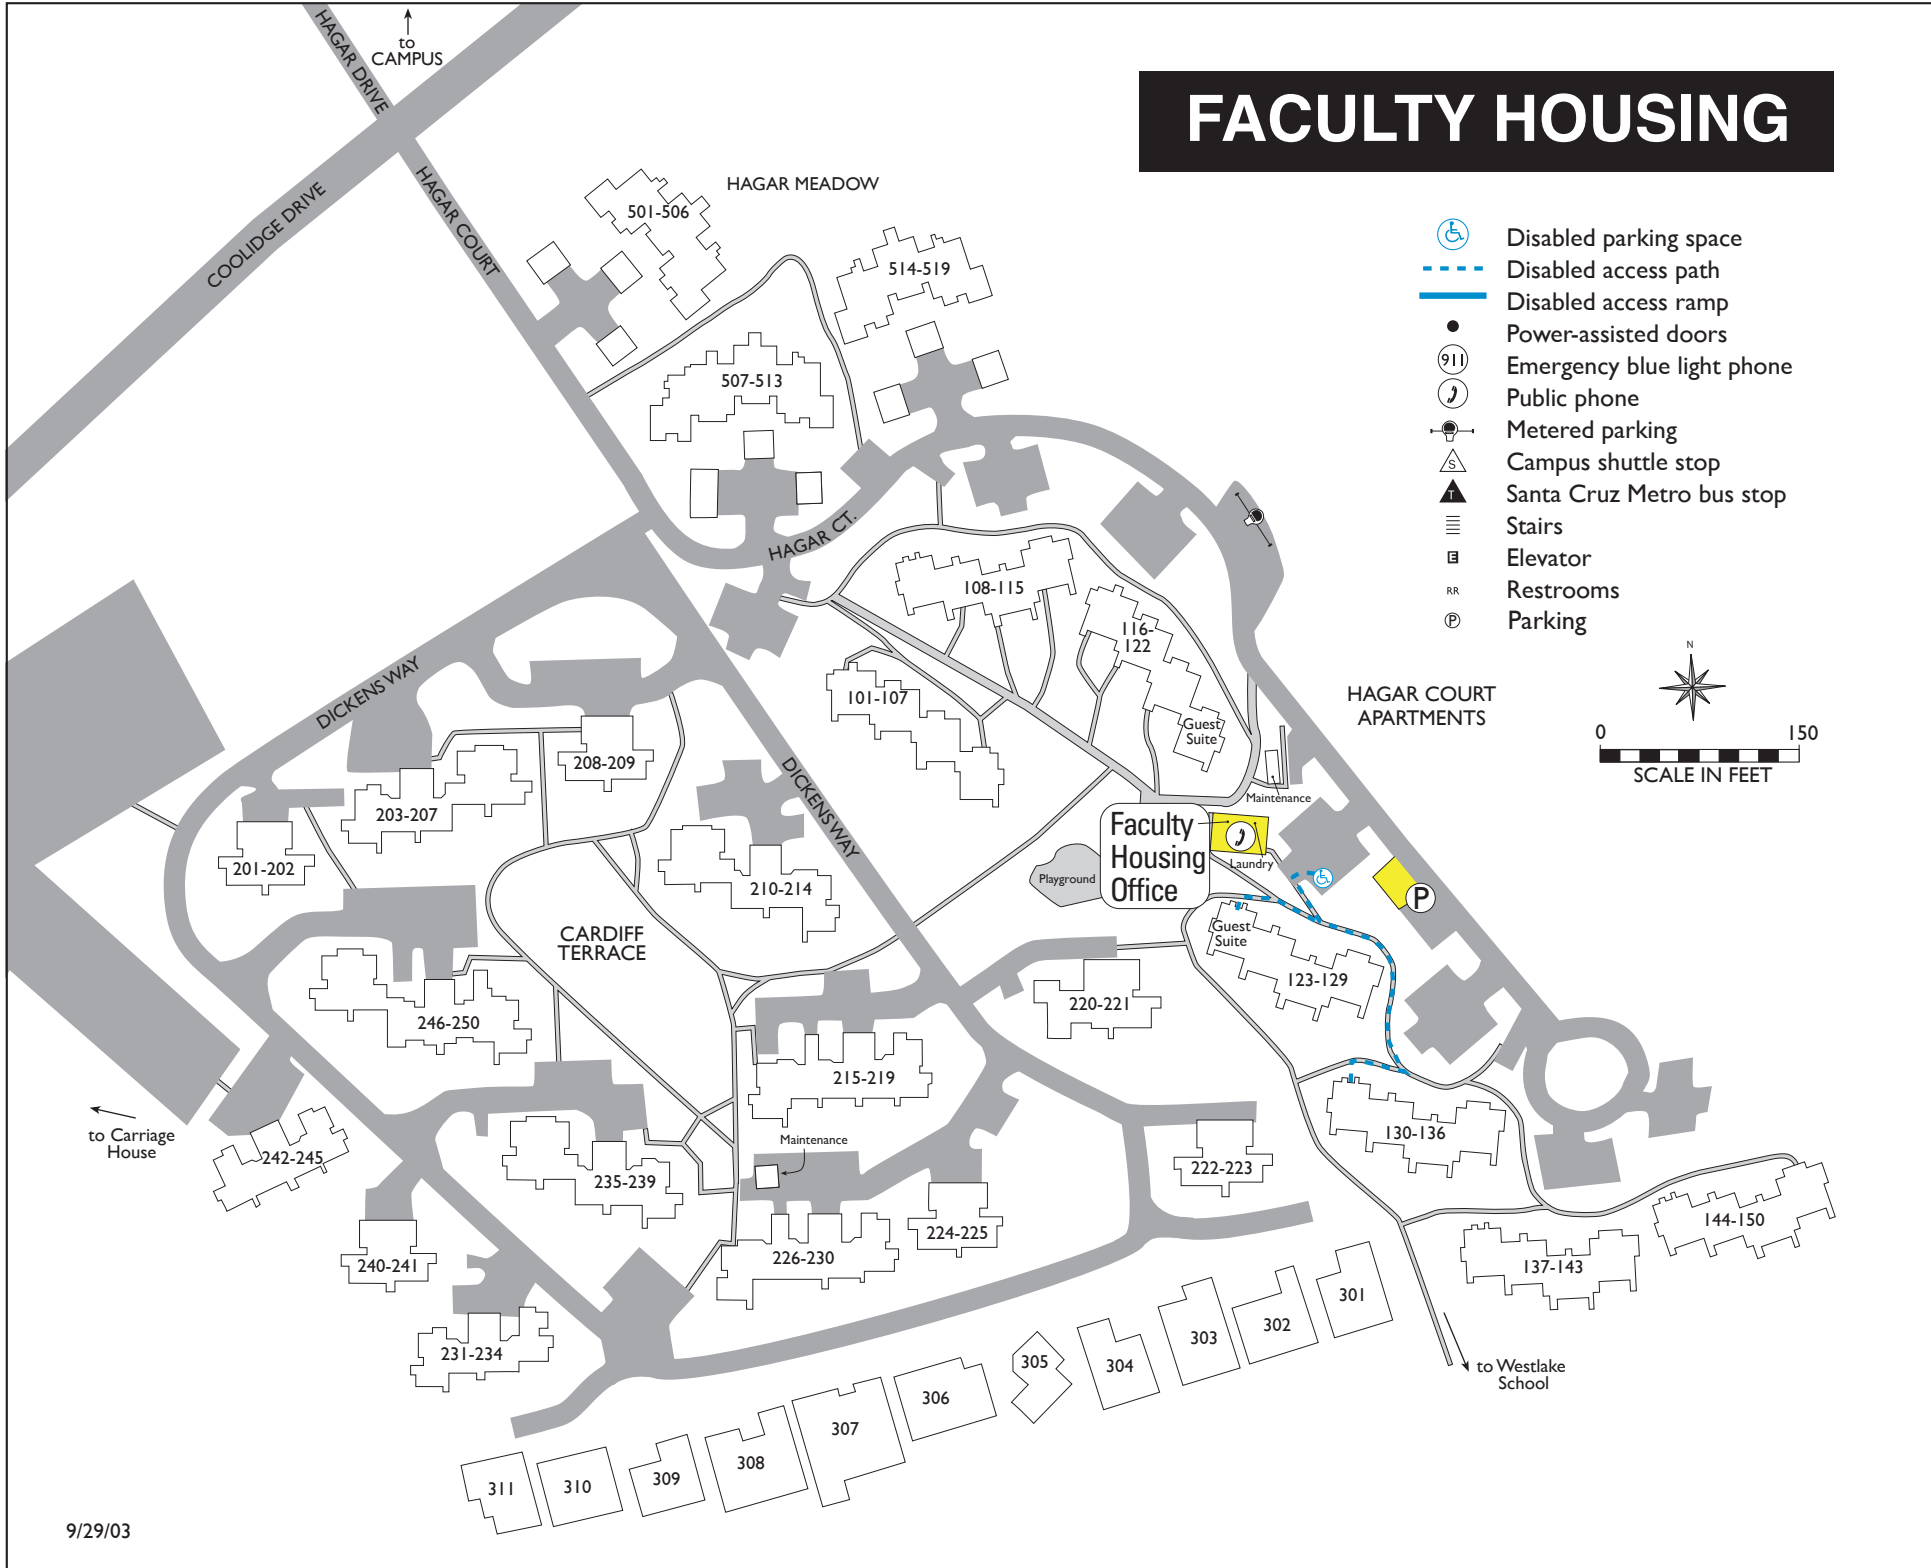 HAGAR DRIVE
to
CAMPUS
FACULTY HOUSING
COOLIDGE DRIVE
HAGAR COURT
HAGAR MEADOW
501-506
514-519
507-513
HAGAR CT.
Disabled parking space
Disabled access path
Disabled access ramp
Power-assisted doors
911
Emergency blue light phone
Public phone
Metered parking
S
Campus shuttle stop
T
Santa Cruz Metro bus stop
Stairs
E
Elevator
RR
Restrooms
P
Parking
N
0
150
SCALE IN FEET
HAGAR COURT
APARTMENTS
108-115
116-
122
101-107
Guest
Suite
Maintenance
DICKENS WAY
DICKENS WAY
208-209
203-207
201-202
210-214
Faculty
Housing
Office
Laundry
Playground
P
CARDIFF
TERRACE
Guest
Suite
123-129
220-221
246-250
215-219
130-136
to Carriage
House
242-245
Maintenance
235-239
222-223
224-225
226-230
240-241
144-150
137-143
231-234
301
302
303
304
305
306
307
308
309
310
311
to Westlake
School
9/29/03